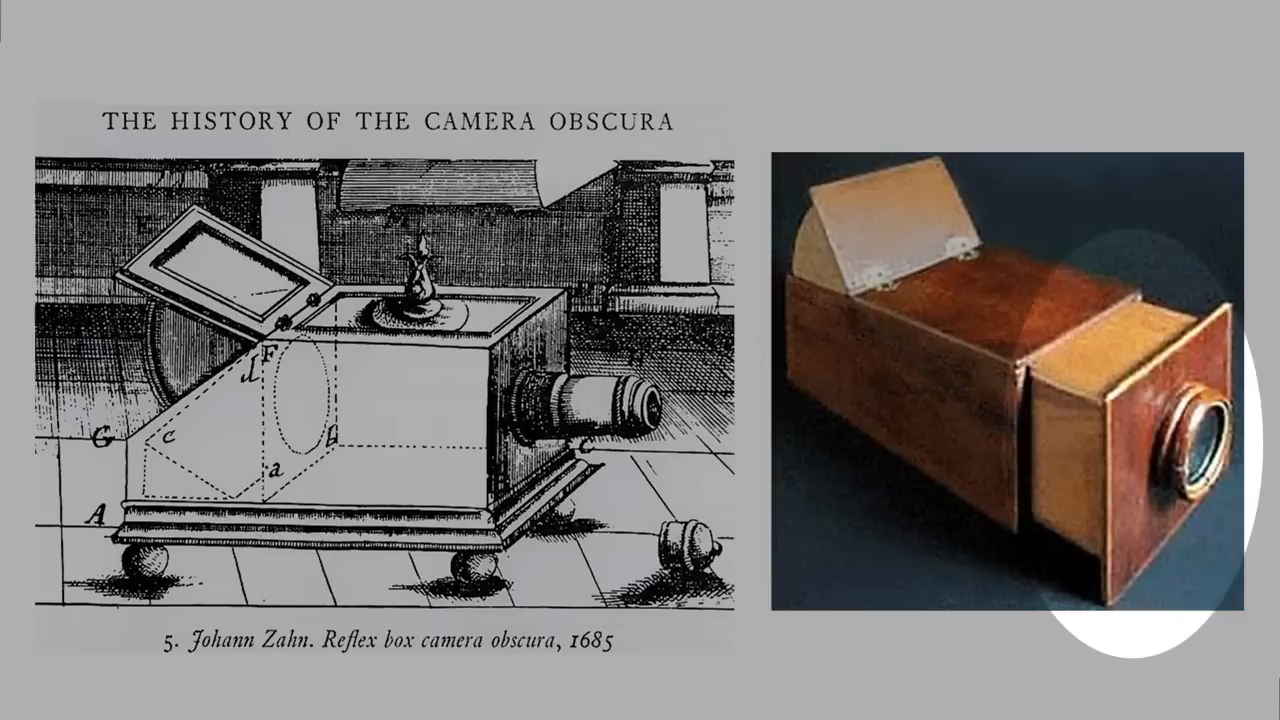 THE HISTORY OF THE CAMERA OBSCURA
E
F
d
G
c
b
a
C
A
5. Johann Zahn. Reflex box camera obscura, 1685